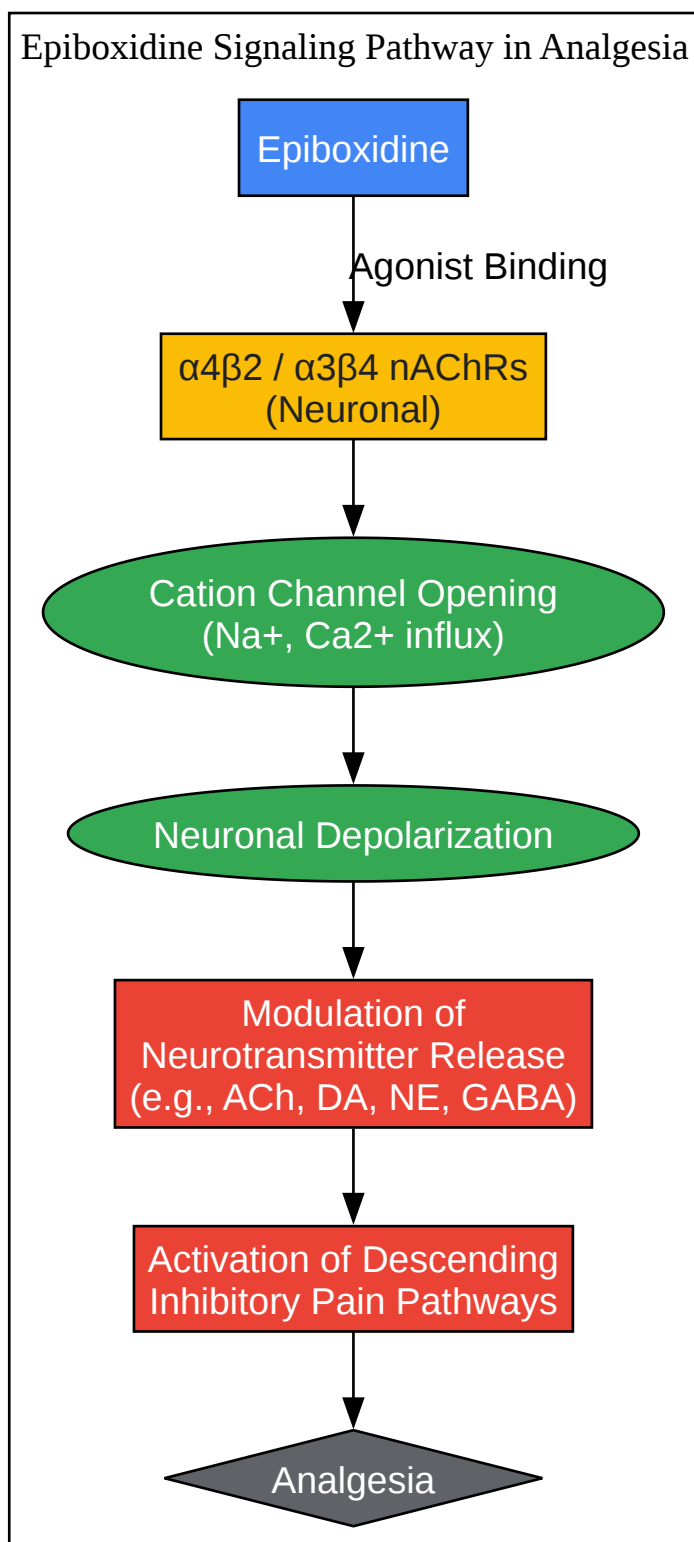 Epiboxidine Signaling Pathway in Analgesia
Epiboxidine
Agonist Binding
α4β2 / α3β4 nAChRs
(Neuronal)
Cation Channel Opening
(Na+, Ca2+ influx)
Neuronal Depolarization
Modulation of
Neurotransmitter Release
(e.g., ACh, DA, NE, GABA)
Activation of Descending
Inhibitory Pain Pathways
Analgesia